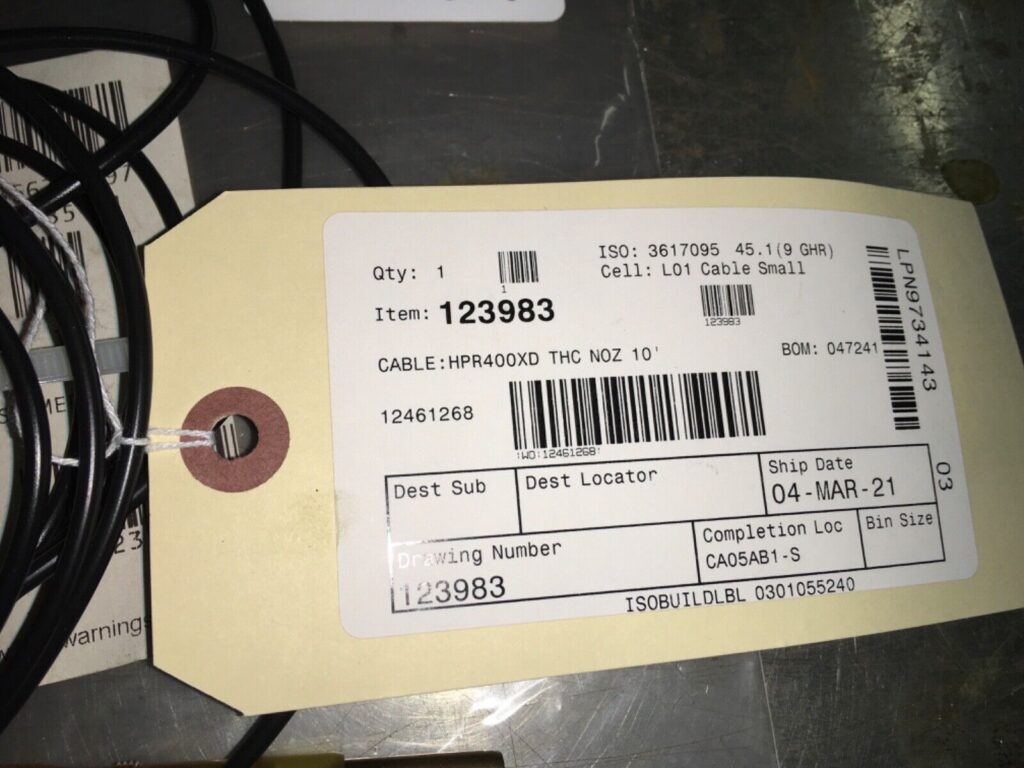 Qty: 1
1
ISO: 3617095 45.1(9 GHR)
Cell: L01 Cable Small
Item: 123983
123983
CABLE:HPR400XD THC NOZ 10'
BOM: 047241
12461268
:WO:12461268:
LPN9734143
03
Dest Sub
Dest Locator
Ship Date
04-MAR-21
Drawing Number
123983
Completion Loc
CA05AB1-S
Bin Size
ISOBUILDLBL 0301055240
warnings